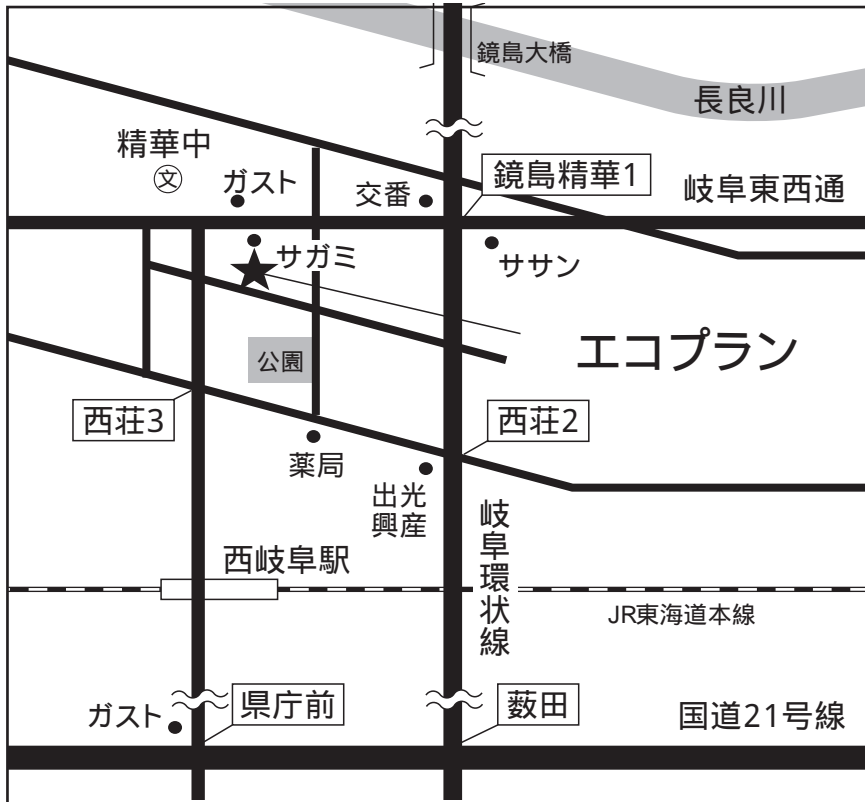 鏡島大橋
長良川
精華中
文
ガスト
交番
鏡島精華1
岐阜東西通
サガミ
ササン
エコプラン
公園
西荘3
西荘2
薬局
出光
興産
岐阜環状線
西岐阜駅
JR東海道本線
ガスト
県庁前
薮田
国道21号線